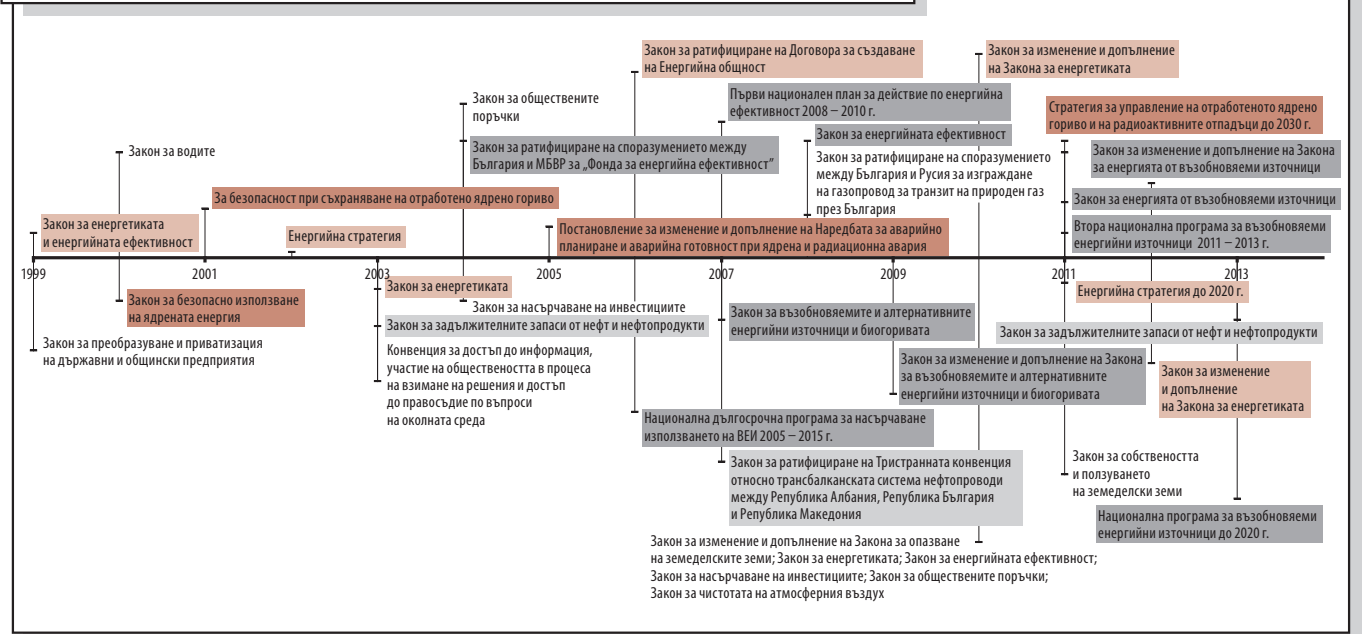 Закон за ратифициране на Договора за създаване
на Енергийна общност
Закон за изменение и допълнение
на Закона за енергетиката
Първи национален план за действие по енергийна
ефективност 2008 – 2010 г.
Закон за обществените
поръчки
Стратегия за управление на отработеното ядрено
гориво и на радиоактивните отпадъци до 2030 г.
Закон за енергийната ефективност
Закон за ратифициране на споразумението между
България и МБВР за „Фонда за енергийна ефективност”
Закон за водите
Закон за ратифициране на споразумението
между България и Русия за изграждане
на газопровод за транзит на природен газ
през България
Закон за изменение и допълнение на Закона
за енергията от възобновяеми източници
За безопасност при съхраняване на отработено ядрено гориво
Закон за енергията от възобновяеми източници
Закон за енергетиката
и енергийната ефективност
Енергийна стратегия
Постановление за изменение и допълнение на Наредбата за аварийно
планиране и аварийна готовност при ядрена и радиационна авария
Втора национална програма за възобновяеми
енергийни източници 2011 – 2013 г.
1999 2001 2003 2005 2007 2009 2011 2013
Закон за енергетиката
Енергийна стратегия до 2020 г.
Закон за безопасно използване
на ядрената енергия
Закон за насърчаване на инвестициите
Закон за задължителните запаси от нефт и нефтопродукти
Закон за възобновяемите и алтернативните
енергийни източници и биогоривата
Закон за задължителните запаси от нефт и нефтопродукти
Закон за преобразуване и приватизация
на държавни и общински предприятия
Конвенция за достъп до информация,
участие на обществеността в процеса
на взимане на решения и достъп
до правосъдие по въпроси
на околната среда
Закон за изменение и допълнение на Закона
за възобновяемите и алтернативните
енергийни източници и биогоривата
Закон за изменение
и допълнение
на Закона за енергетиката
Национална дългосрочна програма за насърчаване
използването на ВЕИ 2005 – 2015 г.
Закон за ратифициране на Тристранната конвенция
относно трансбалканската система нефтопроводи
между Република Албания, Република България
и Република Македония
Закон за собствеността
и ползуването
на земеделски земи
Национална програма за възобновяеми
енергийни източници до 2020 г.
Закон за изменение и допълнение на Закона за опазване
на земеделските земи; Закон за енергетиката; Закон за енергийната ефективност;
Закон за насърчаване на инвестициите; Закон за обществените поръчки;
Закон за чистотата на атмосферния въздух